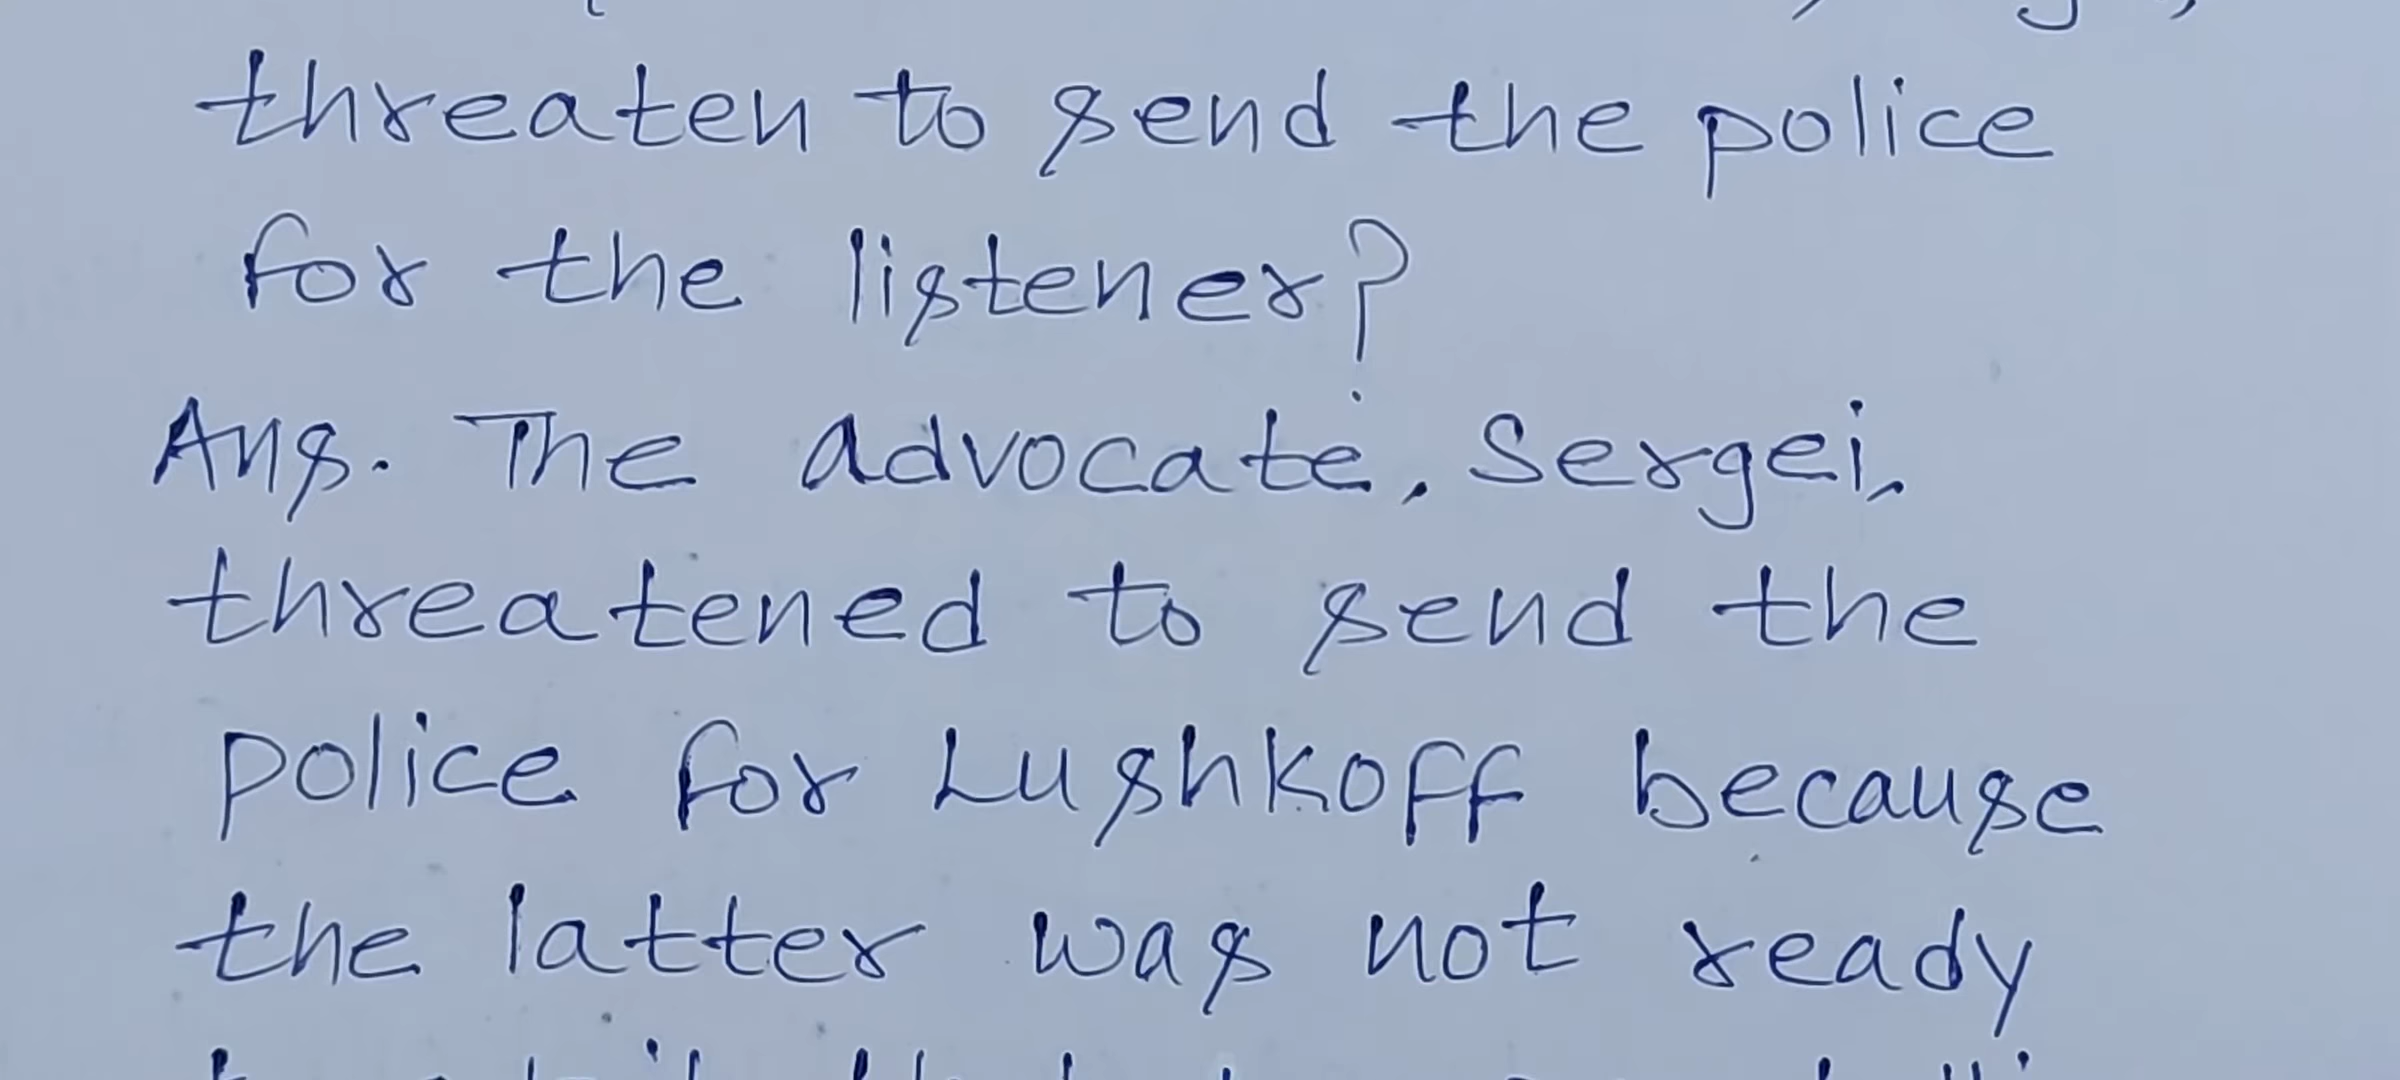 threaten to send the police
for the listener?
Ans. The advocate, Sergei,
threatened to send the
police for Lushkoff because
the latter was not ready